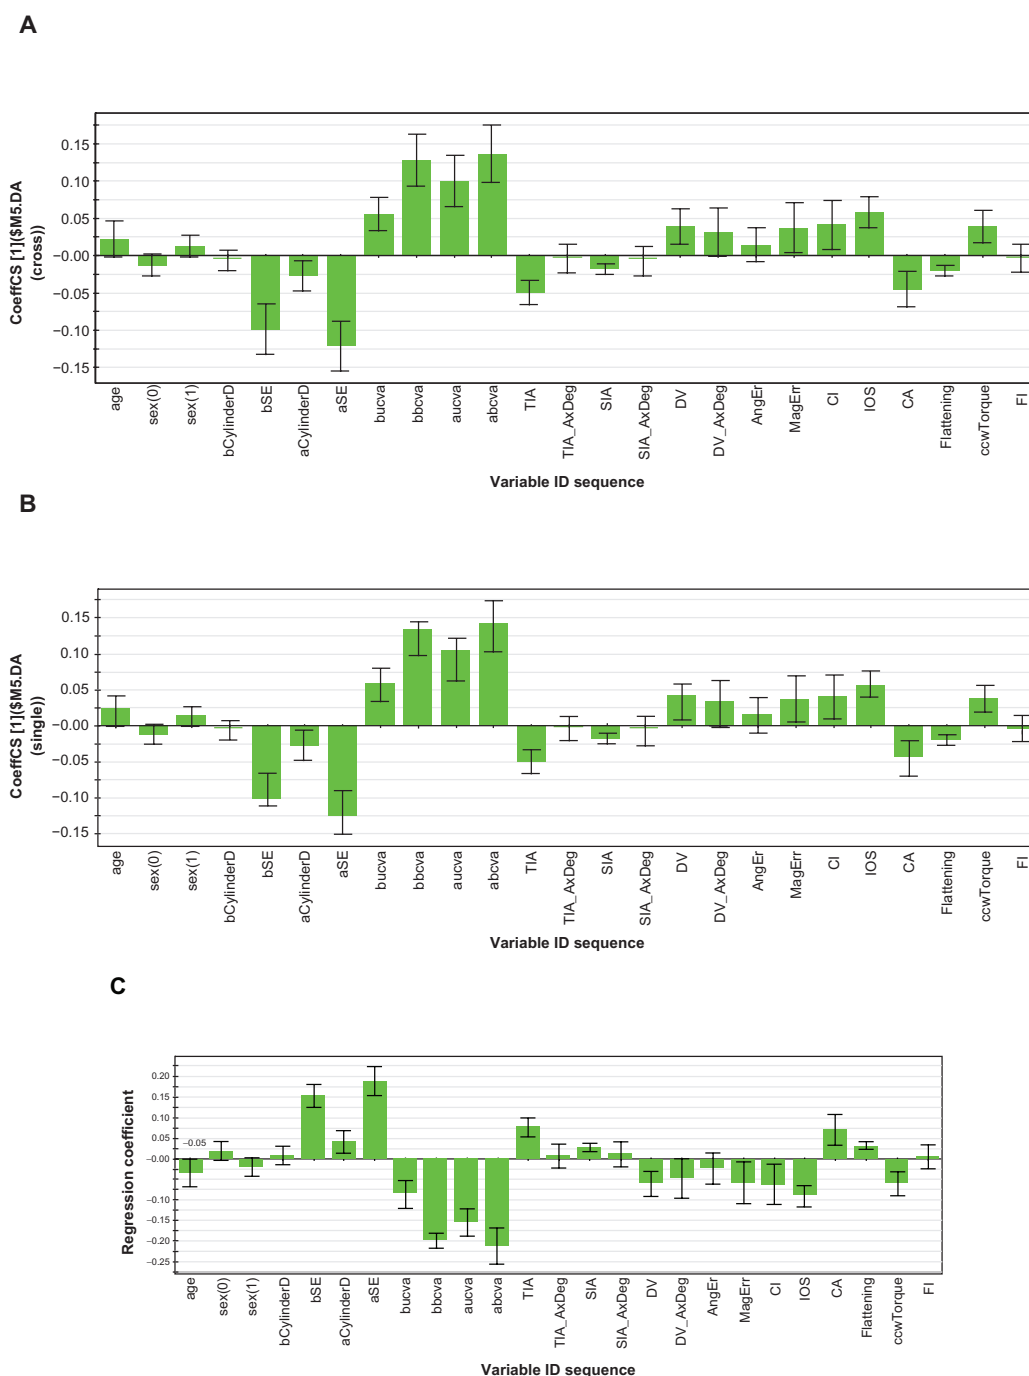 A
CoeffCS [1]($M5.DA
(cross))
0.15
0.10
0.05
−0.00
−0.05
−0.10
−0.15
age
sex(0)
sex(1)
bCylinderD
bSE
aCylinderD
aSE
bucva
bbcva
aucva
abcva
TIA
TIA_AxDeg
SIA
SIA_AxDeg
DV
DV_AxDeg
AngEr
MagErr
CI
IOS
CA
Flattening
ccwTorque
FI
Variable ID sequence
B
CoeffCS [1]($M5.DA
(single))
0.15
0.10
0.05
−0.00
−0.05
−0.10
−0.15
age
sex(0)
sex(1)
bCylinderD
bSE
aCylinderD
aSE
bucva
bbcva
aucva
abcva
TIA
TIA_AxDeg
SIA
SIA_AxDeg
DV
DV_AxDeg
AngEr
MagErr
CI
IOS
CA
Flattening
ccwTorque
FI
Variable ID sequence
C
Regression coefficient
0.20
0.15
0.10
0.05
−0.05
−0.00
−0.10
−0.15
−0.20
−0.25
age
sex(0)
sex(1)
bCylinderD
bSE
aCylinderD
aSE
bucva
bbcva
aucva
abcva
TIA
TIA_AxDeg
SIA
SIA_AxDeg
DV
DV_AxDeg
AngEr
MagErr
CI
IOS
CA
Flattening
ccwTorque
FI
Variable ID sequence